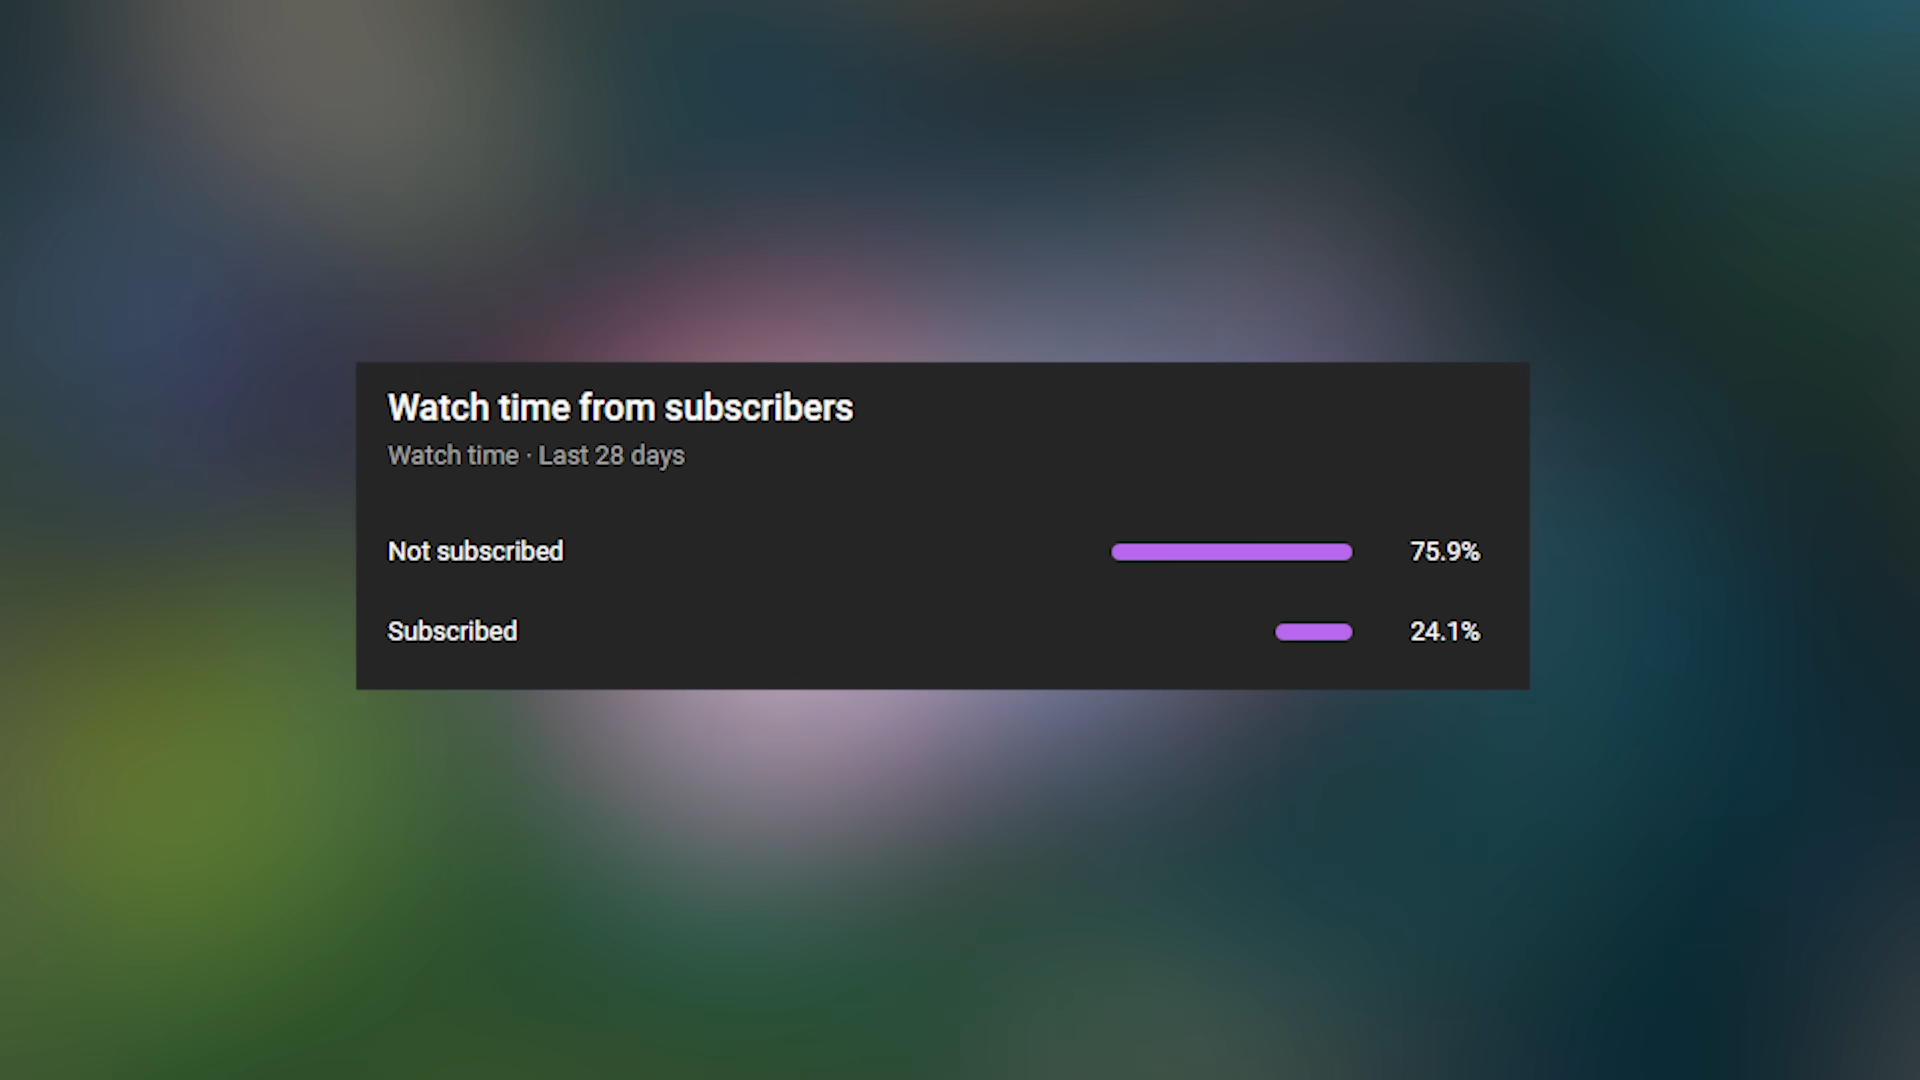 Watch time from subscribers
Watch time · Last 28 days
Not subscribed 75.9%
Subscribed 24.1%